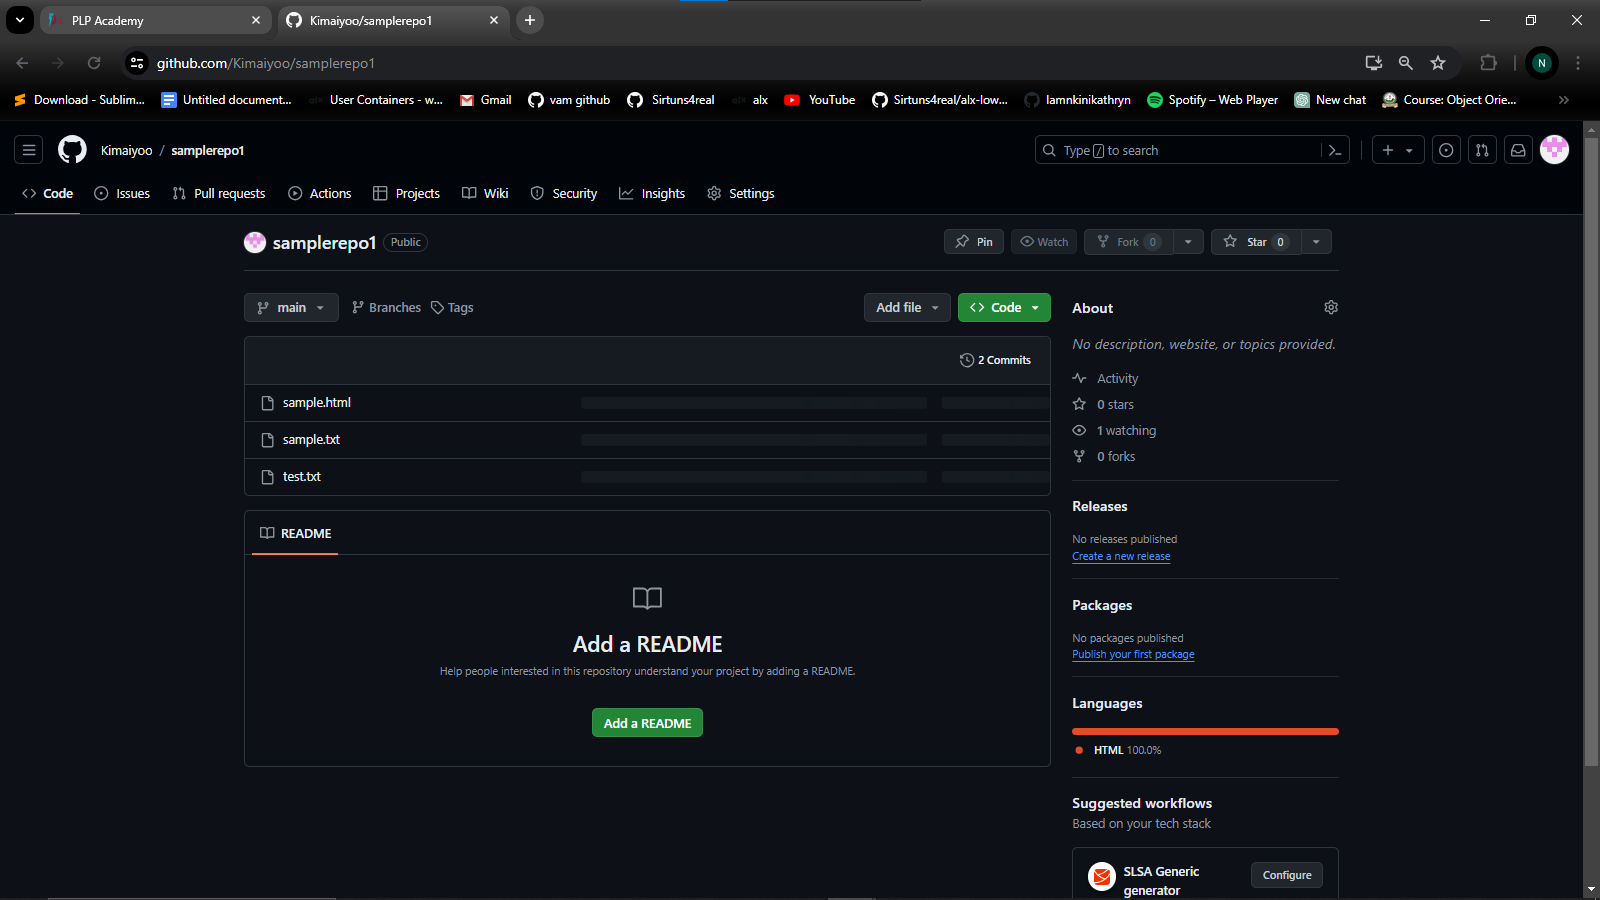 PLP Academy
Kimaiyoo/samplerepo1
github.com/Kimaiyoo/samplerepo1
N
Download - Sublim...
Untitled document...
User Containers - w...
Gmail
vam github
Sirtuns4real
alx
YouTube
Sirtuns4real/alx-low...
Iamnkinikathryn
Spotify – Web Player
New chat
Course: Object Orie...
Kimaiyoo / samplerepo1
Type / to search
Code
Issues
Pull requests
Actions
Projects
Wiki
Security
Insights
Settings
samplerepo1 Public
Pin
Watch
Fork 0
Star 0
main
Branches
Tags
Add file
Code
2 Commits
sample.html
sample.txt
test.txt
README
Add a README
Help people interested in this repository understand your project by adding a README.
Add a README
About
No description, website, or topics provided.
Activity
0 stars
1 watching
0 forks
Releases
No releases published
Create a new release
Packages
No packages published
Publish your first package
Languages
HTML 100.0%
Suggested workflows
Based on your tech stack
SLSA Generic
generator
Configure